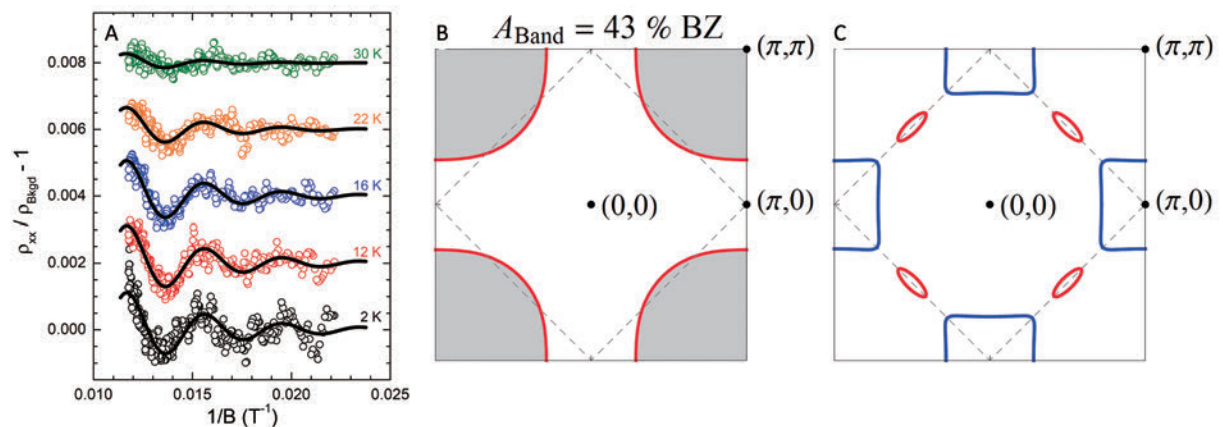 A
30 K
22 K
16 K
12 K
2 K
0.008
0.006
0.004
0.002
0.000
ρxx / ρBkgd - 1
0.010
0.015
0.020
0.025
1/B (T⁻¹)
B
A_Band = 43 % BZ
(π,π)
(0,0)
(π,0)
C
(π,π)
(0,0)
(π,0)